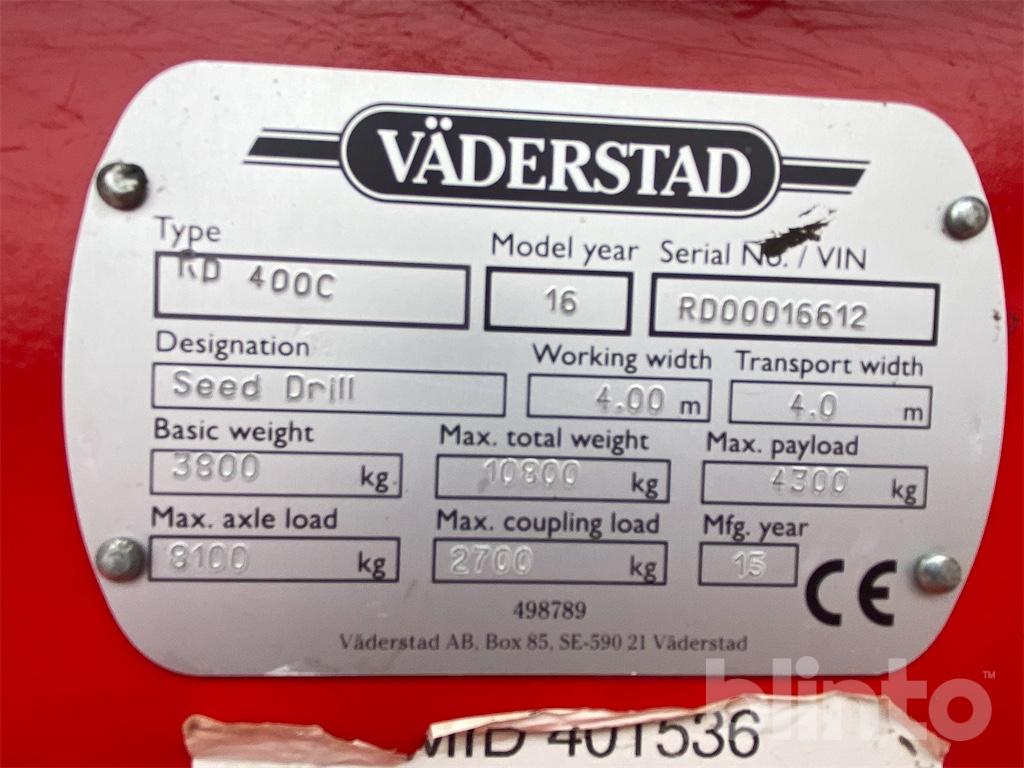 VÄDERSTAD
Type Model year Serial No. / VIN
RD 400C 16 RD00016612
Designation Working width Transport width
Seed Drill 4.00 m 4.0 m
Basic weight Max. total weight Max. payload
3800 kg 10800 kg 4300 kg
Max. axle load Max. coupling load Mfg. year
8100 kg 2700 kg 15 CE
498789
Väderstad AB, Box 85, SE-590 21 Väderstad
blinto™
401536